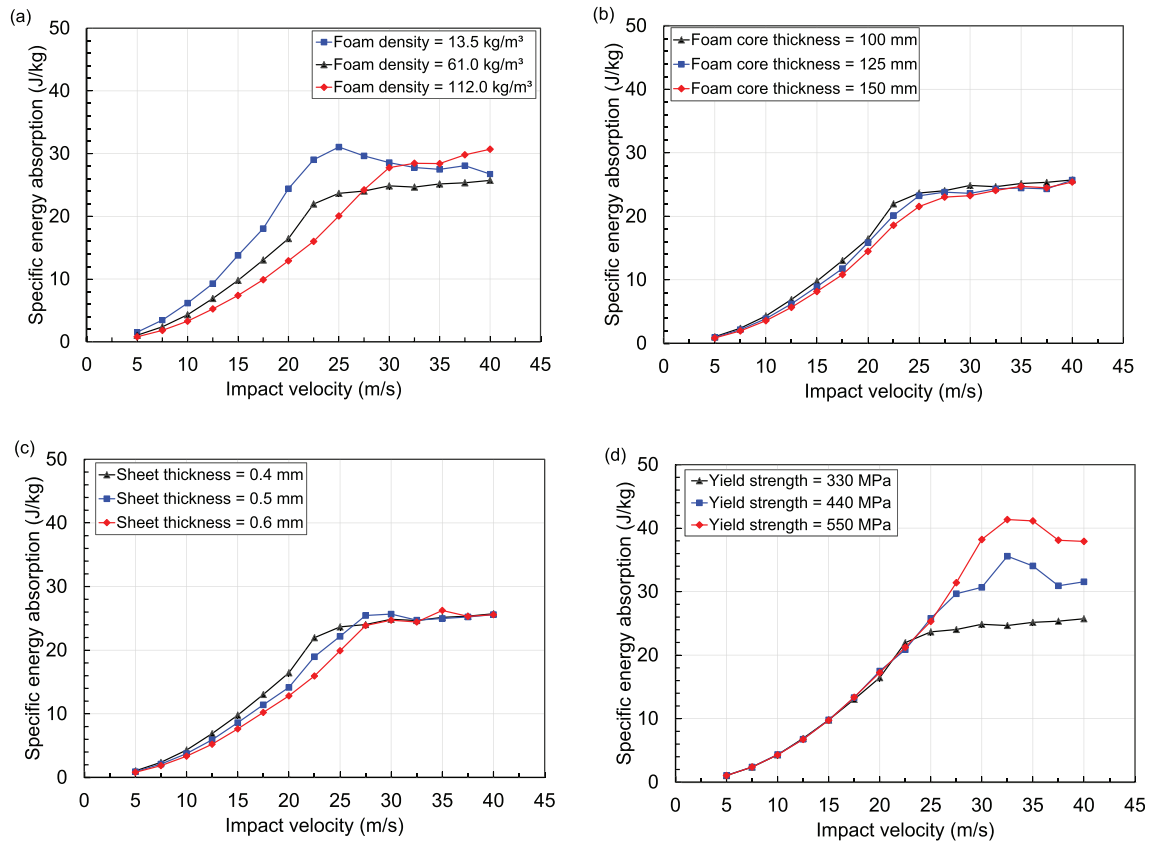 (a)
50
40
30
20
10
0
Specific energy absorption (J/kg)
Foam density = 13.5 kg/m³
Foam density = 61.0 kg/m³
Foam density = 112.0 kg/m³
0 5 10 15 20 25 30 35 40 45
Impact velocity (m/s)
(b)
50
40
30
20
10
0
Specific energy absorption (J/kg)
Foam core thickness = 100 mm
Foam core thickness = 125 mm
Foam core thickness = 150 mm
0 5 10 15 20 25 30 35 40 45
Impact velocity (m/s)
(c)
50
40
30
20
10
0
Specific energy absorption (J/kg)
Sheet thickness = 0.4 mm
Sheet thickness = 0.5 mm
Sheet thickness = 0.6 mm
0 5 10 15 20 25 30 35 40 45
Impact velocity (m/s)
(d)
50
40
30
20
10
0
Specific energy absorption (J/kg)
Yield strength = 330 MPa
Yield strength = 440 MPa
Yield strength = 550 MPa
0 5 10 15 20 25 30 35 40 45
Impact velocity (m/s)